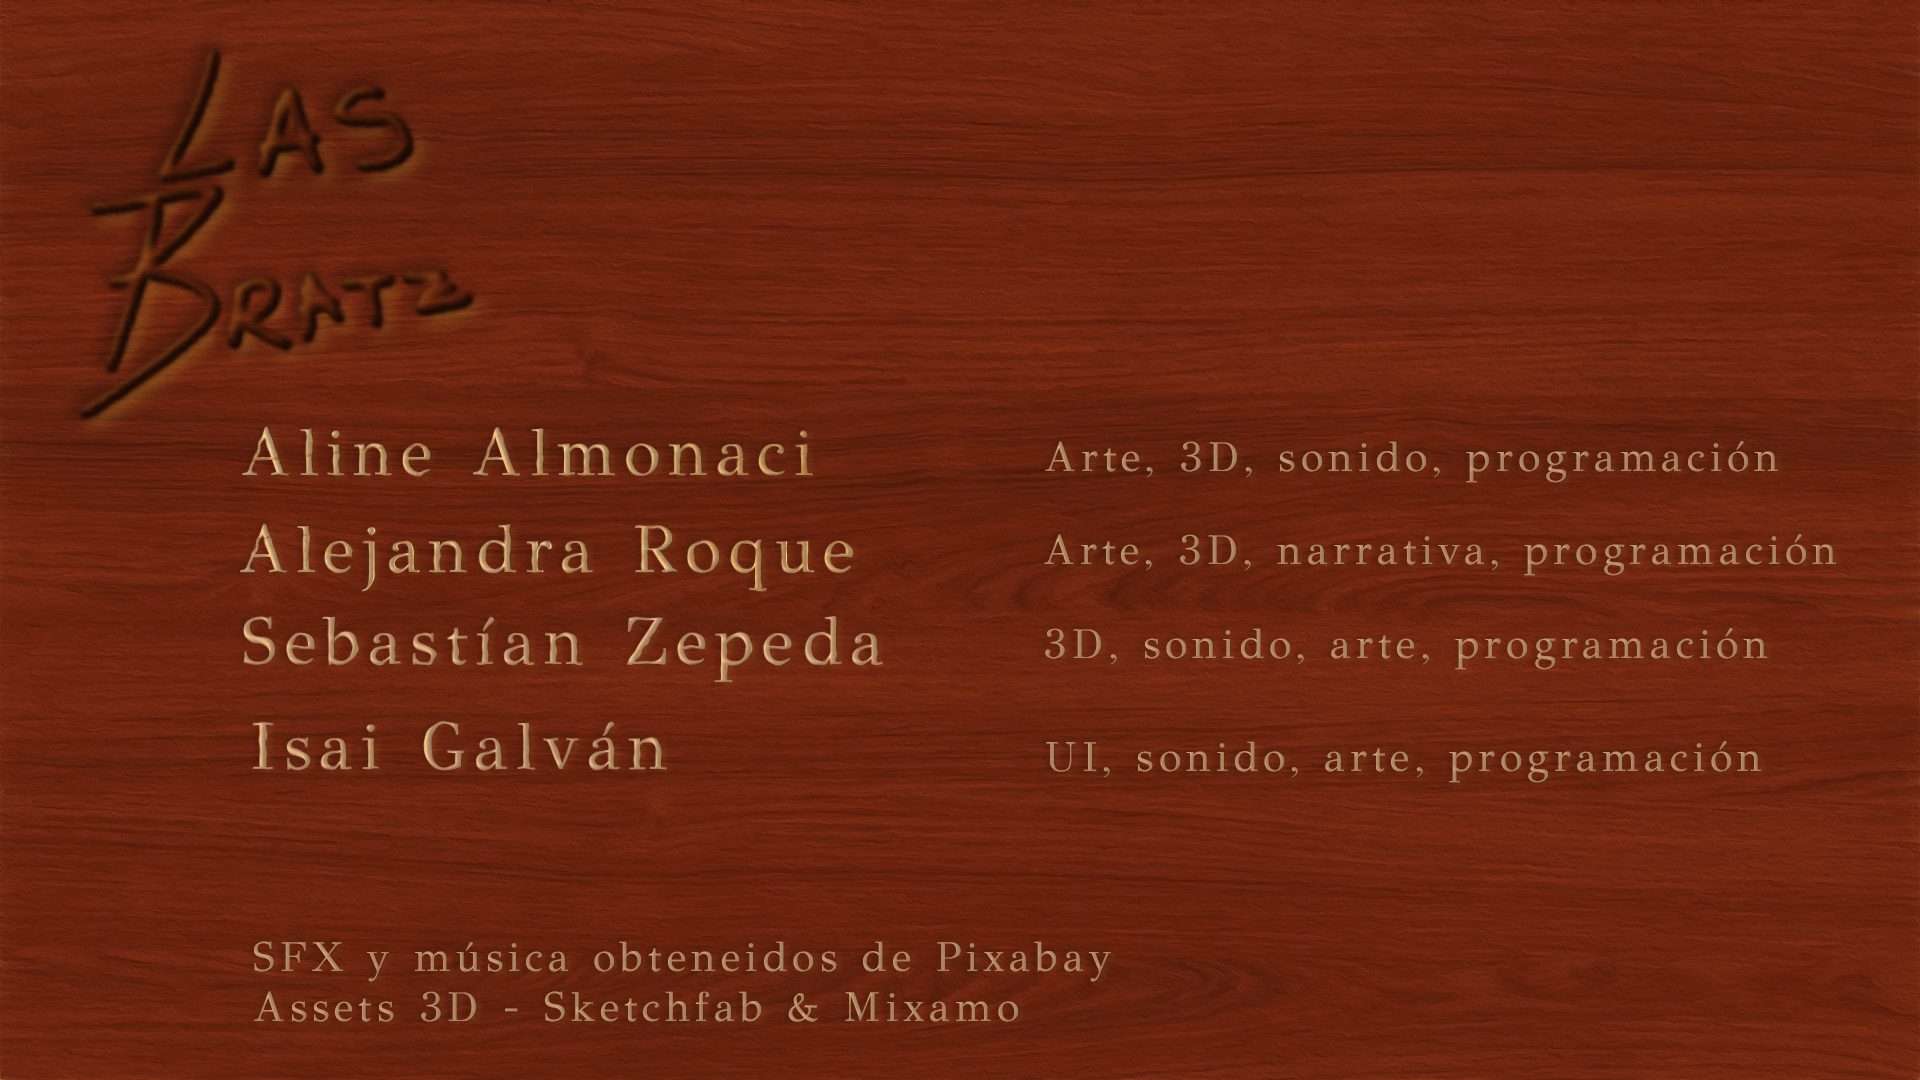 LAS
BRATZ
Aline Almonaci
Arte, 3D, sonido, programación
Alejandra Roque
Arte, 3D, narrativa, programación
Sebastían Zepeda
3D, sonido, arte, programación
Isai Galván
UI, sonido, arte, programación
SFX y música obteneidos de Pixabay
Assets 3D - Sketchfab & Mixamo